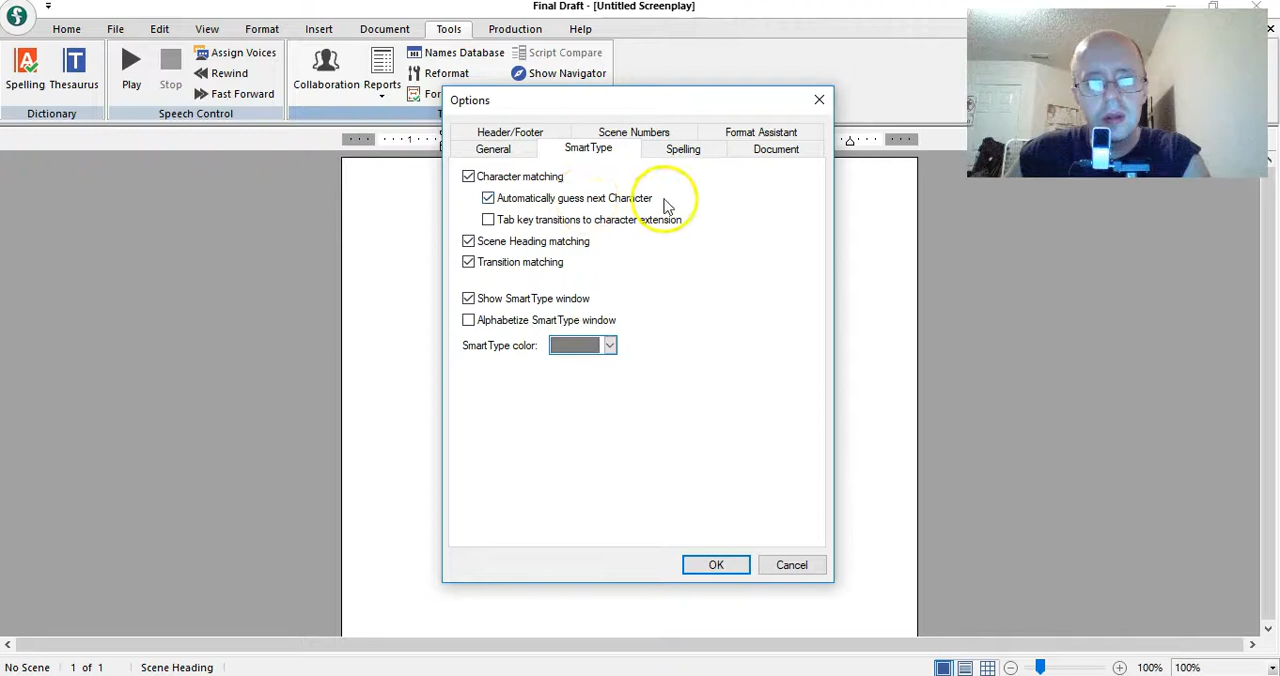 Final Draft - [Untitled Screenplay]
Home File Edit View Format Insert Document Tools Production Help
Spelling Thesaurus
Dictionary
Play Stop
Assign Voices
Rewind
Fast Forward
Speech Control
Collaboration Reports
Names Database
Reformat
For
Script Compare
Show Navigator
T
Options
Header/Footer Scene Numbers Format Assistant
General SmartType Spelling Document
Character matching
Automatically guess next Character
Tab key transitions to character extension
Scene Heading matching
Transition matching
Show SmartType window
Alphabetize SmartType window
SmartType color:
OK Cancel
1
No Scene 1 of 1 Scene Heading 100% 100%